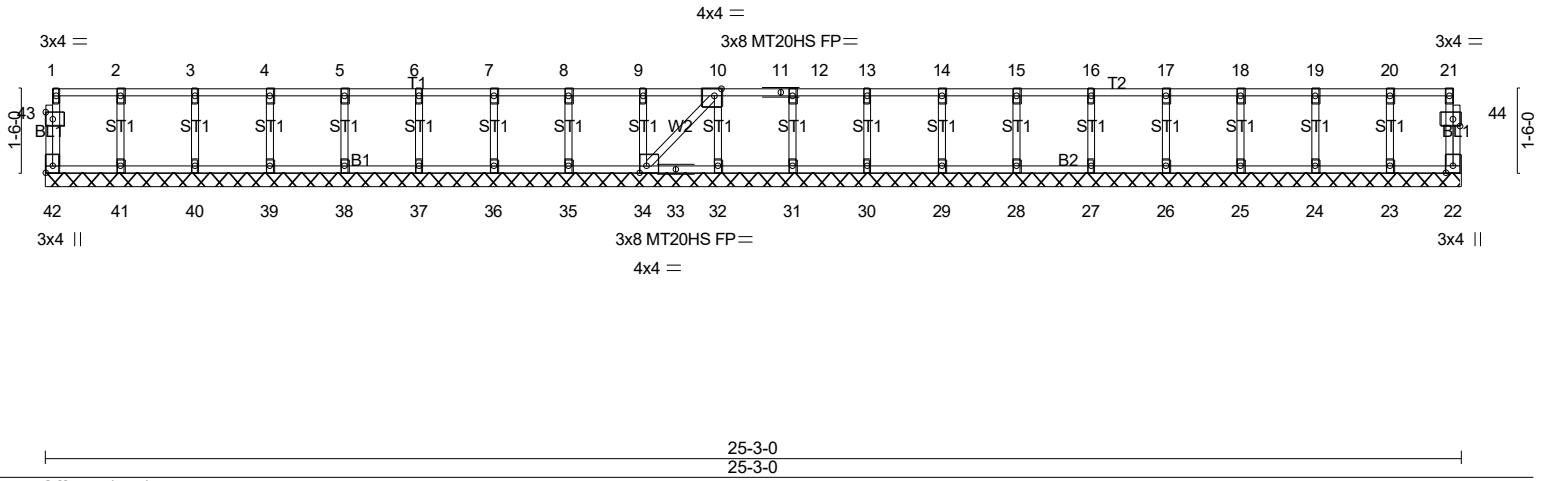 4x4 =
3x4 =
3x8 MT20HS FP=
3x4 =
1 2 3 4 5 6 7 8 9 10 11 12 13 14 15 16 17 18 19 20 21
T1 T2
43 44
1-6-0 1-6-0
BL1 ST1 ST1 ST1 ST1 ST1 ST1 ST1 ST1 W2 ST1 ST1 ST1 ST1 ST1 ST1 ST1 ST1 ST1 BL1
B1 B2
42 41 40 39 38 37 36 35 34 33 32 31 30 29 28 27 26 25 24 23 22
3x4 ||
3x8 MT20HS FP=
3x4 ||
4x4 =
25-3-0
25-3-0